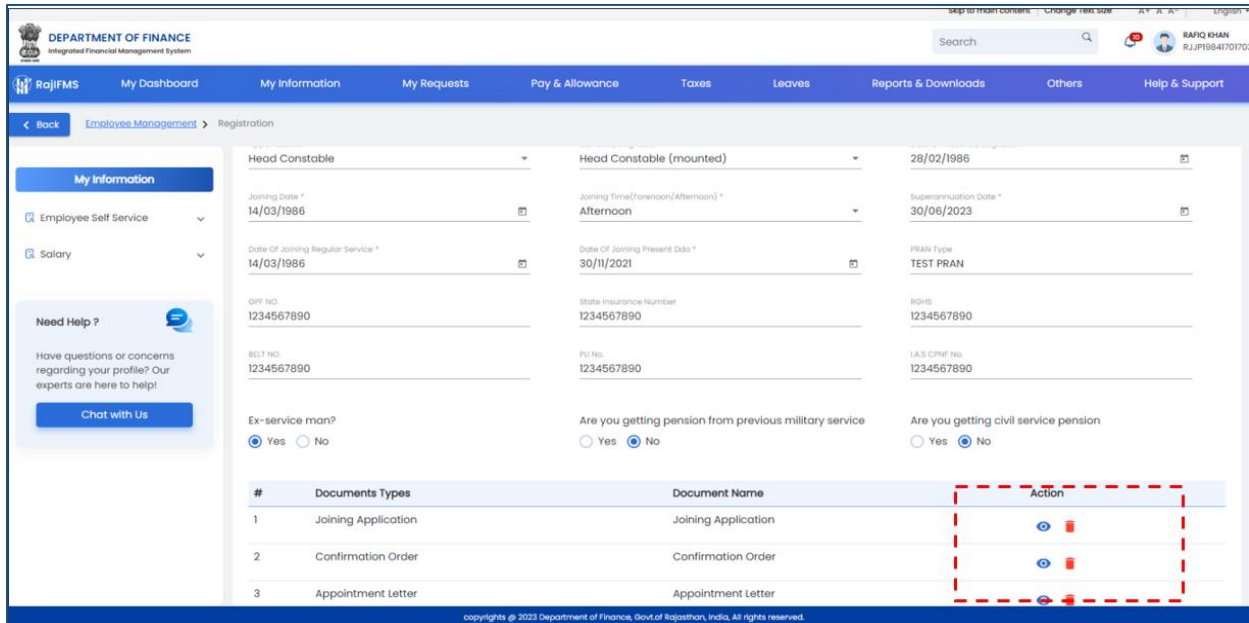 Skip to main content Change Text Size A+ A A- English
DEPARTMENT OF FINANCE
Integrated Financial Management System
Search
10
RAFIQ KHAN
RJJP19841701703
RajIFMS My Dashboard My Information My Requests Pay & Allowance Taxes Leaves Reports & Downloads Others Help & Support
Back Employee Management > Registration
My Information
Employee Self Service
Salary
Need Help ?
Have questions or concerns
regarding your profile? Our
experts are here to help!
Chat with Us
Head Constable Head Constable (mounted) 28/02/1986
Joining Date * Joining Time(Forenoon/Afternoon) * Superannuation Date *
14/03/1986 Afternoon 30/06/2023
Date Of Joining Regular Service * Date Of Joining Present Ddo * PRAN Type
14/03/1986 30/11/2021 TEST PRAN
GPF NO. State Insurance Number RGHS
1234567890 1234567890 1234567890
BELT NO. PLI No. I.A.S CPNF No.
1234567890 1234567890 1234567890
Ex-service man? Are you getting pension from previous military service Are you getting civil service pension
Yes No Yes No Yes No
# Documents Types Document Name Action
1 Joining Application Joining Application
2 Confirmation Order Confirmation Order
3 Appointment Letter Appointment Letter
copyrights @ 2023 Department of Finance, Govt.of Rajasthan, India, All rights reserved.